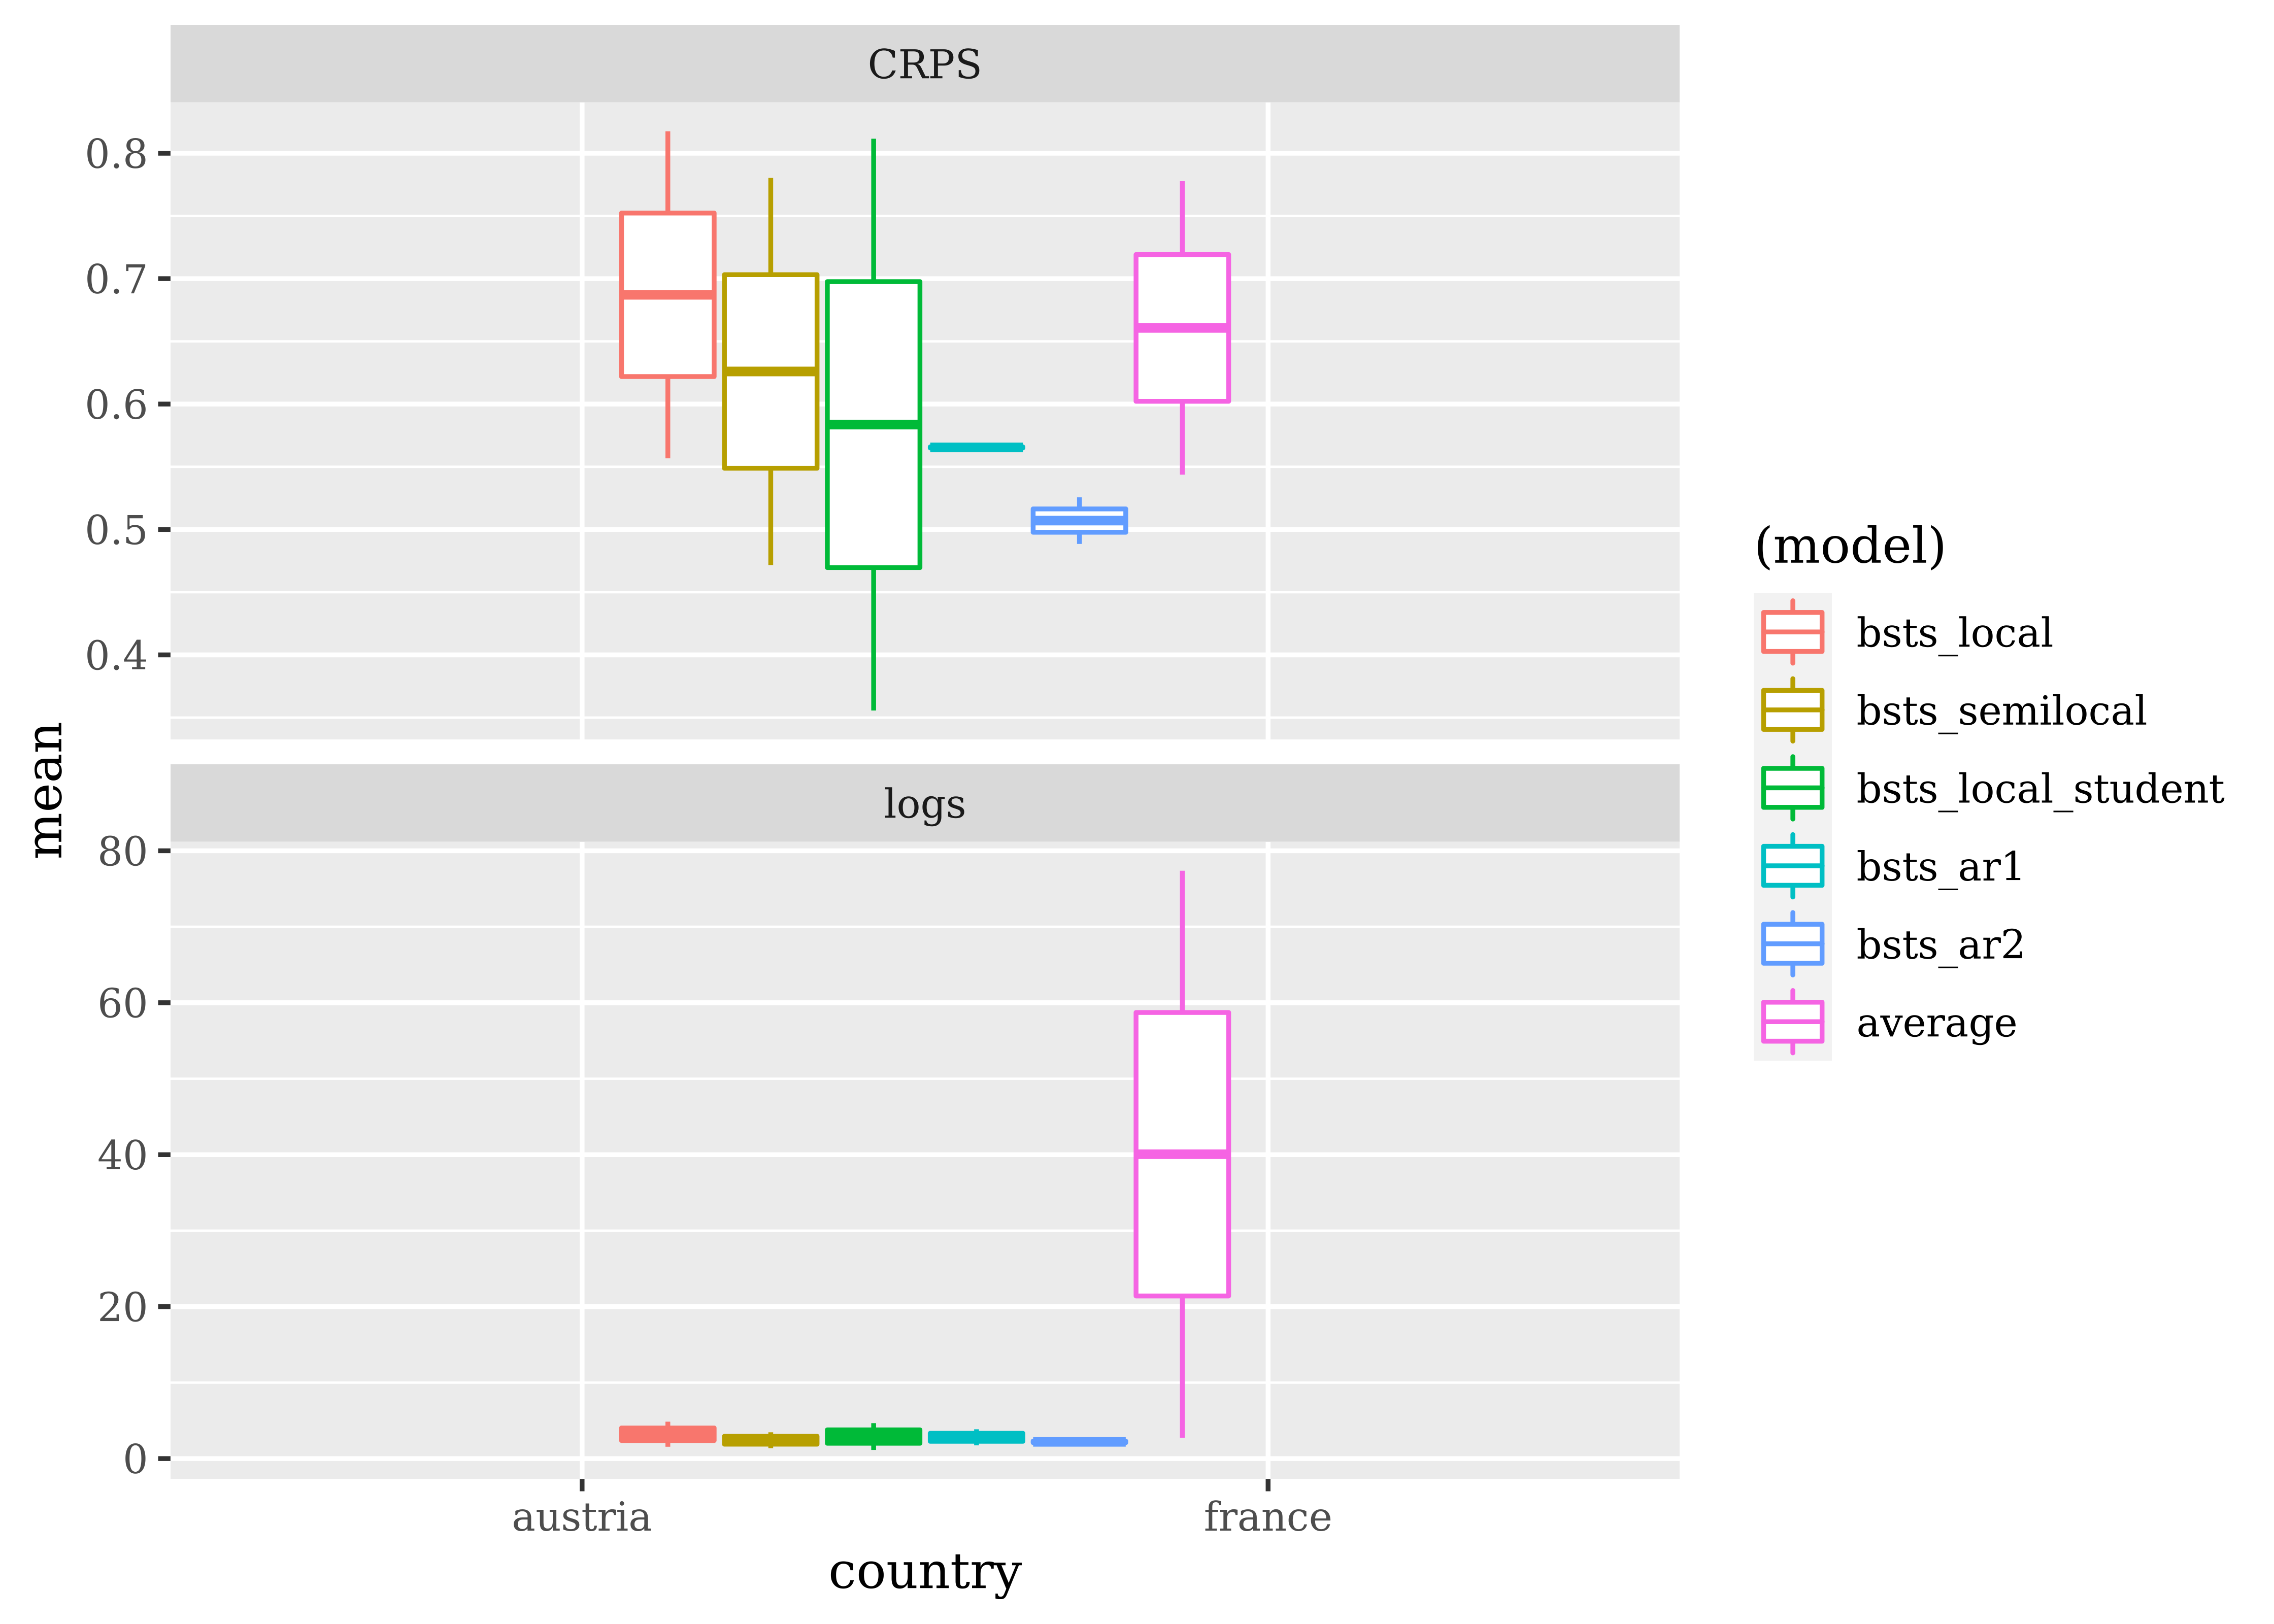 CRPS
0.8
0.7
0.6
0.5
0.4
mean
logs
80
60
40
20
0
austria france
country
(model)
bsts_local
bsts_semilocal
bsts_local_student
bsts_ar1
bsts_ar2
average